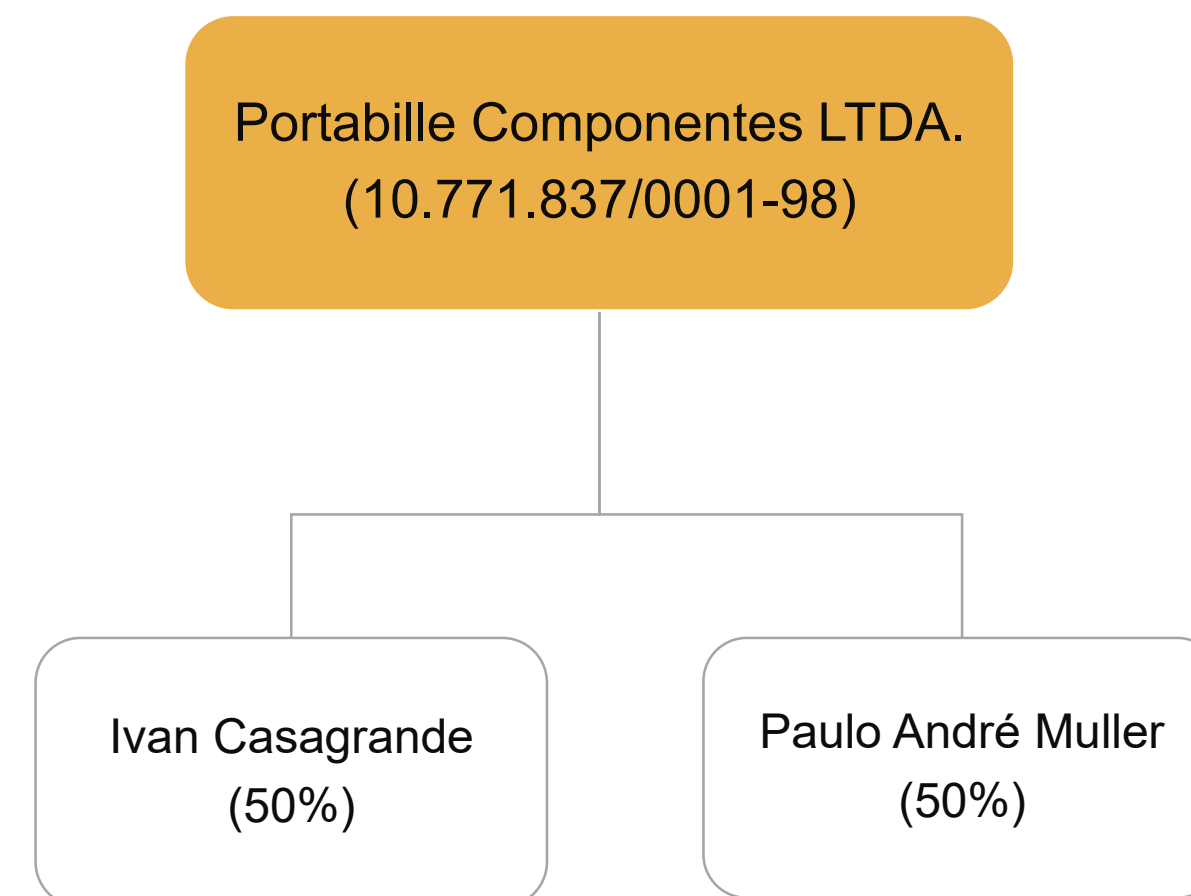 Portabille Componentes LTDA.
(10.771.837/0001-98)
Ivan Casagrande
(50%)
Paulo André Muller
(50%)